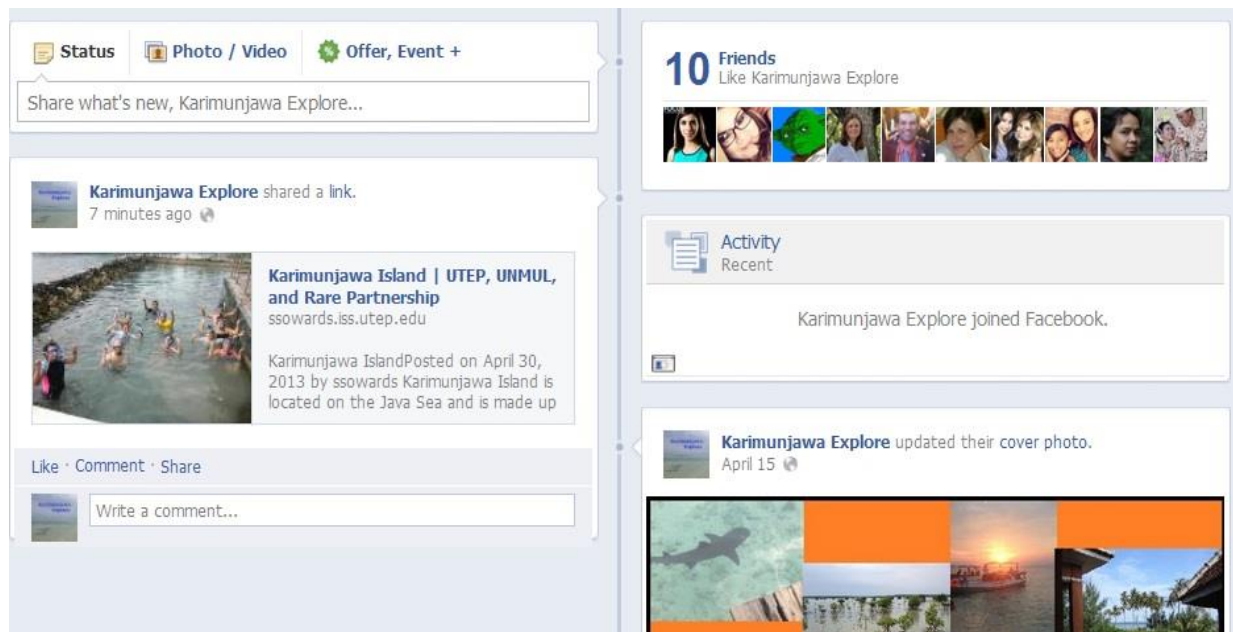 Status
Photo / Video
Offer, Event +
Share what's new, Karimunjawa Explore...
Karimunjawa Explore shared a link.
7 minutes ago
Karimunjawa Island | UTEP, UNMUL,
and Rare Partnership
ssowards.iss.utep.edu
Karimunjawa IslandPosted on April 30,
2013 by ssowards Karimunjawa Island is
located on the Java Sea and is made up
Like · Comment · Share
Write a comment...
10
Friends
Like Karimunjawa Explore
Activity
Recent
Karimunjawa Explore joined Facebook.
Karimunjawa Explore updated their cover photo.
April 15